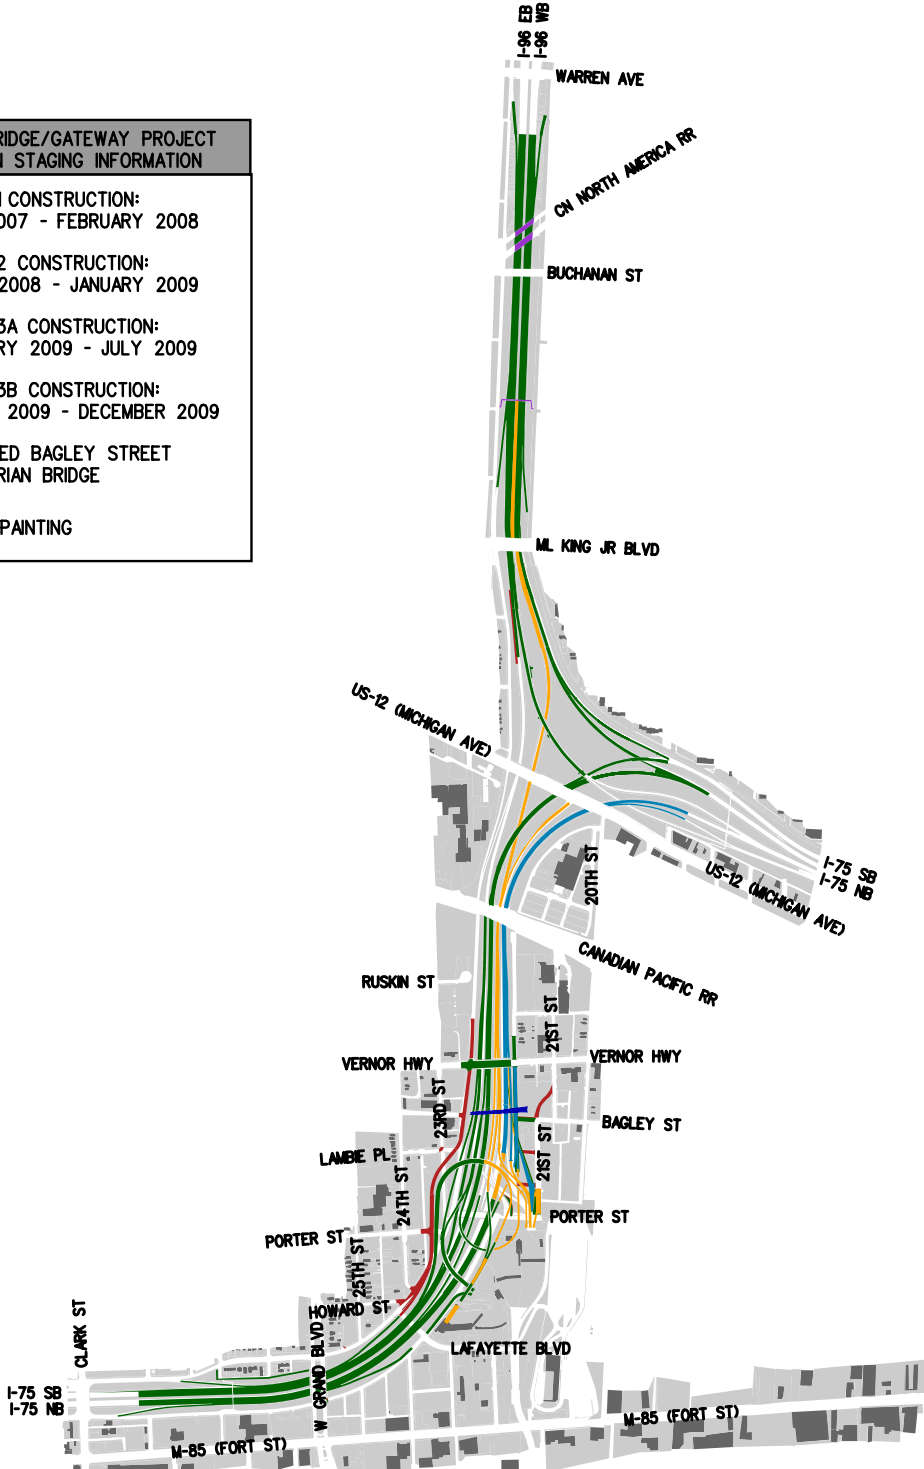 I-96 EB
I-96 WB
WARREN AVE
CN NORTH AMERICA RR
BUCHANAN ST
GATEWAY PROJECT
STAGING INFORMATION
CONSTRUCTION:
- FEBRUARY 2008
2 CONSTRUCTION:
2008 - JANUARY 2009
3A CONSTRUCTION:
2009 - JULY 2009
3B CONSTRUCTION:
2009 - DECEMBER 2009
BAGLEY STREET
BRIDGE
PAINTING
ML KING JR BLVD
US-12 (MICHIGAN AVE)
I-75 SB
I-75 NB
US-12 (MICHIGAN AVE)
20TH ST
CANADIAN PACIFIC RR
RUSKIN ST
21ST ST
VERNOR HWY
VERNOR HWY
23RD ST
BAGLEY ST
LAMBIE PL
21ST ST
24TH ST
PORTER ST
PORTER ST
25TH ST
HOWARD ST
CLARK ST
W GRAND BLVD
LAFAYETTE BLVD
I-75 SB
I-75 NB
M-85 (FORT ST)
M-85 (FORT ST)